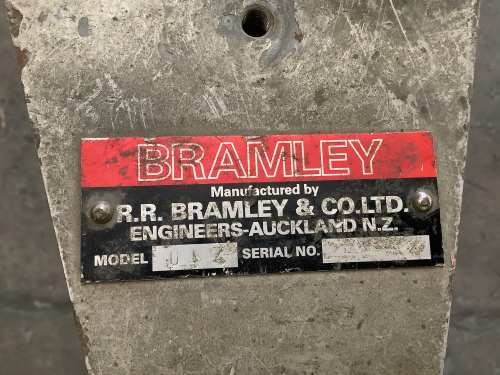 BRAMLEY
Manufactured by
R.R. BRAMLEY & CO.LTD.
ENGINEERS-AUCKLAND N.Z.
MODEL SERIAL NO.